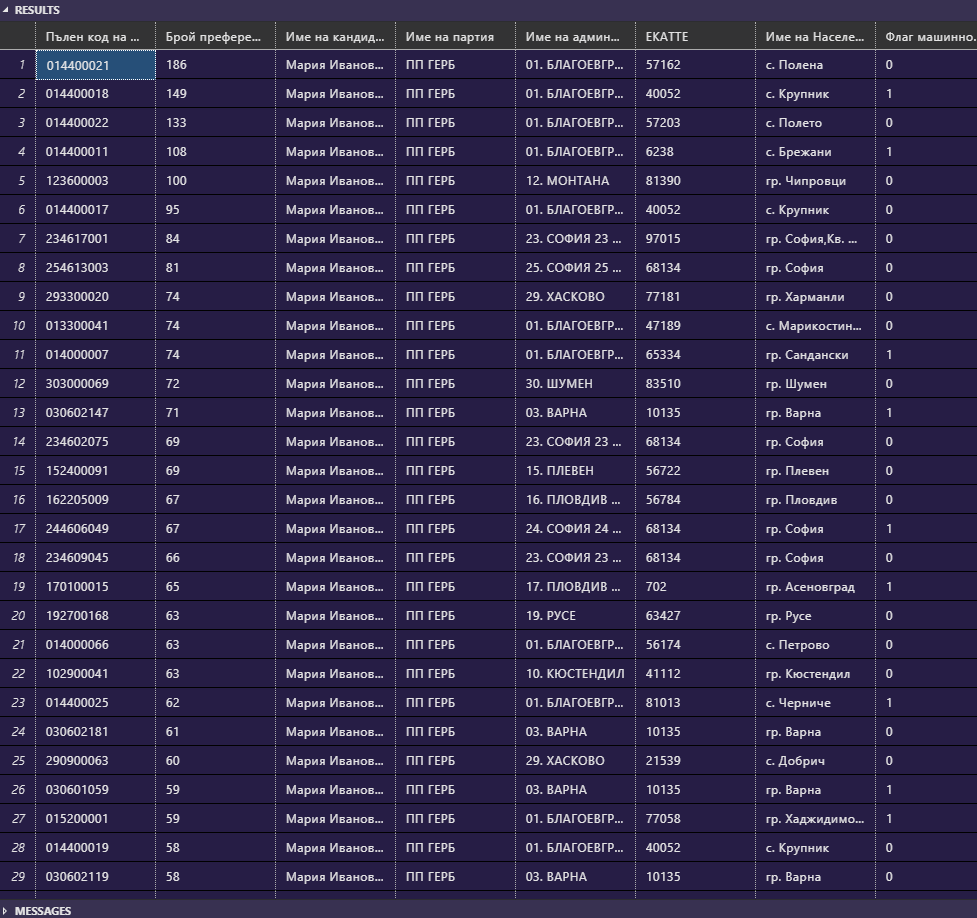 RESULTS
Пълен код на ... Брой префере... Име на кандид... Име на партия Име на админ... ЕКАТТЕ Име на Населе... Флаг машинно...
1 014400021 186 Мария Иванов... ПП ГЕРБ 01. БЛАГОЕВГР... 57162 с. Полена 0
2 014400018 149 Мария Иванов... ПП ГЕРБ 01. БЛАГОЕВГР... 40052 с. Крупник 1
3 014400022 133 Мария Иванов... ПП ГЕРБ 01. БЛАГОЕВГР... 57203 с. Полето 0
4 014400011 108 Мария Иванов... ПП ГЕРБ 01. БЛАГОЕВГР... 6238 с. Брежани 1
5 123600003 100 Мария Иванов... ПП ГЕРБ 12. МОНТАНА 81390 гр. Чипровци 0
6 014400017 95 Мария Иванов... ПП ГЕРБ 01. БЛАГОЕВГР... 40052 с. Крупник 0
7 234617001 84 Мария Иванов... ПП ГЕРБ 23. СОФИЯ 23 ... 97015 гр. София,Кв. ... 0
8 254613003 81 Мария Иванов... ПП ГЕРБ 25. СОФИЯ 25 ... 68134 гр. София 0
9 293300020 74 Мария Иванов... ПП ГЕРБ 29. ХАСКОВО 77181 гр. Харманли 0
10 013300041 74 Мария Иванов... ПП ГЕРБ 01. БЛАГОЕВГР... 47189 с. Марикостин... 0
11 014000007 74 Мария Иванов... ПП ГЕРБ 01. БЛАГОЕВГР... 65334 гр. Сандански 1
12 303000069 72 Мария Иванов... ПП ГЕРБ 30. ШУМЕН 83510 гр. Шумен 0
13 030602147 71 Мария Иванов... ПП ГЕРБ 03. ВАРНА 10135 гр. Варна 1
14 234602075 69 Мария Иванов... ПП ГЕРБ 23. СОФИЯ 23 ... 68134 гр. София 0
15 152400091 69 Мария Иванов... ПП ГЕРБ 15. ПЛЕВЕН 56722 гр. Плевен 0
16 162205009 67 Мария Иванов... ПП ГЕРБ 16. ПЛОВДИВ ... 56784 гр. Пловдив 0
17 244606049 67 Мария Иванов... ПП ГЕРБ 24. СОФИЯ 24 ... 68134 гр. София 1
18 234609045 66 Мария Иванов... ПП ГЕРБ 23. СОФИЯ 23 ... 68134 гр. София 0
19 170100015 65 Мария Иванов... ПП ГЕРБ 17. ПЛОВДИВ ... 702 гр. Асеновград 1
20 192700168 63 Мария Иванов... ПП ГЕРБ 19. РУСЕ 63427 гр. Русе 0
21 014000066 63 Мария Иванов... ПП ГЕРБ 01. БЛАГОЕВГР... 56174 с. Петрово 0
22 102900041 63 Мария Иванов... ПП ГЕРБ 10. КЮСТЕНДИЛ 41112 гр. Кюстендил 0
23 014400025 62 Мария Иванов... ПП ГЕРБ 01. БЛАГОЕВГР... 81013 с. Черниче 1
24 030602181 61 Мария Иванов... ПП ГЕРБ 03. ВАРНА 10135 гр. Варна 0
25 290900063 60 Мария Иванов... ПП ГЕРБ 29. ХАСКОВО 21539 с. Добрич 0
26 030601059 59 Мария Иванов... ПП ГЕРБ 03. ВАРНА 10135 гр. Варна 1
27 015200001 59 Мария Иванов... ПП ГЕРБ 01. БЛАГОЕВГР... 77058 гр. Хаджидимо... 1
28 014400019 58 Мария Иванов... ПП ГЕРБ 01. БЛАГОЕВГР... 40052 с. Крупник 0
29 030602119 58 Мария Иванов... ПП ГЕРБ 03. ВАРНА 10135 гр. Варна 0
MESSAGES